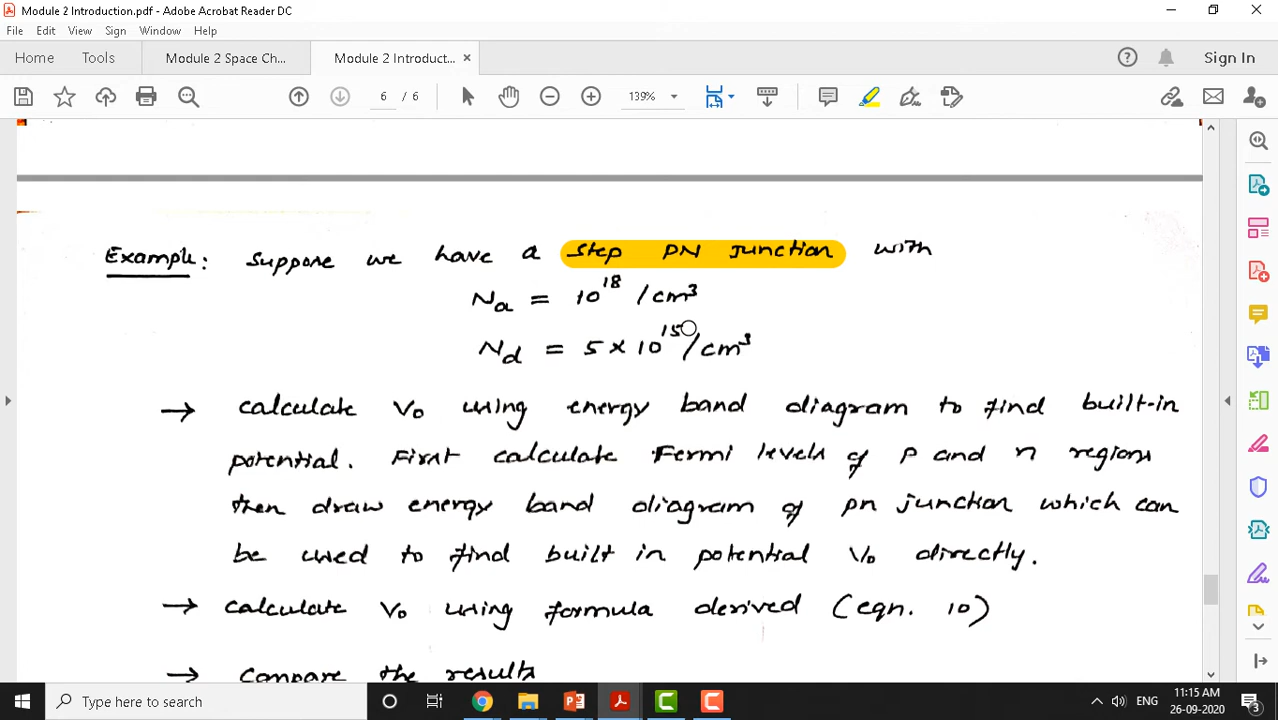 Module 2 Introduction.pdf - Adobe Acrobat Reader DC
File Edit View Sign Window Help
Home Tools Module 2 Space Ch... Module 2 Introduct... × Sign In
6 / 6 139%
Example: Suppose we have a Step PN Junction with
Na = 10^18 /cm^3
Nd = 5 × 10^15/cm^3
→ calculate Vo using energy band diagram to find built-in
potential. First calculate Fermi levels of P and n regions
then draw energy band diagram of pn junction which can
be used to find built in potential Vo directly.
→ calculate Vo using formula derived (eqn. 10)
→ compare the results
Type here to search
ENG
11:15 AM
26-09-2020
3